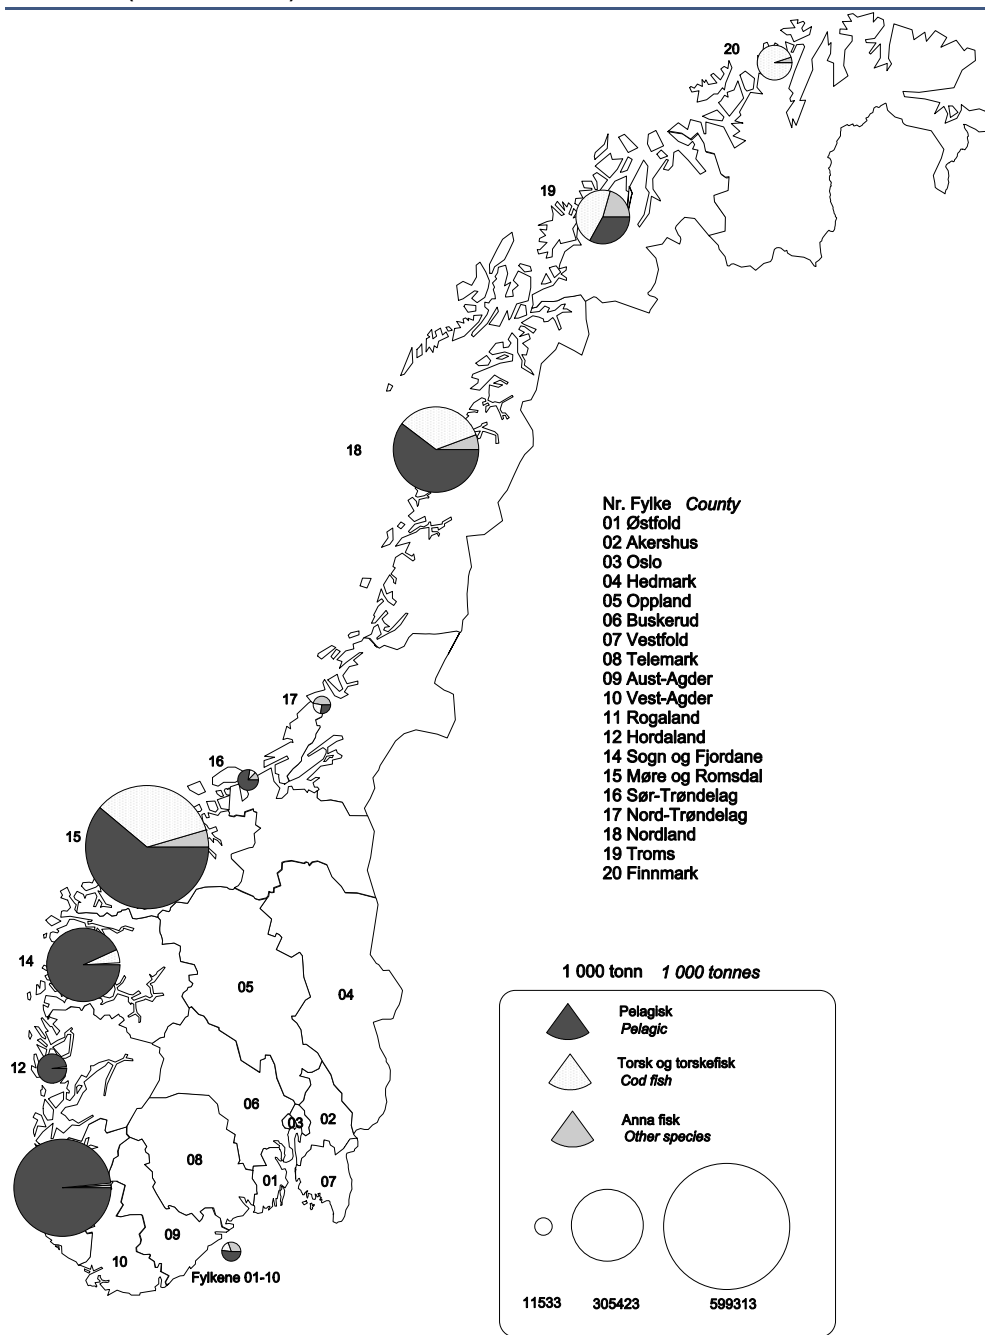 20
19
18
Nr. Fylke County
01 Østfold
02 Akershus
03 Oslo
04 Hedmark
05 Oppland
06 Buskerud
07 Vestfold
08 Telemark
09 Aust-Agder
10 Vest-Agder
11 Rogaland
12 Hordaland
14 Sogn og Fjordane
15 Møre og Romsdal
16 Sør-Trøndelag
17 Nord-Trøndelag
18 Nordland
19 Troms
20 Finnmark
17
16
15
14
05
04
12
06
03
02
08
01
07
09
10
Fylkene 01-10
1 000 tonn 1 000 tonnes
Pelagisk
Pelagic
Torsk og torskefisk
Cod fish
Anna fisk
Other species
11533 305423 599313